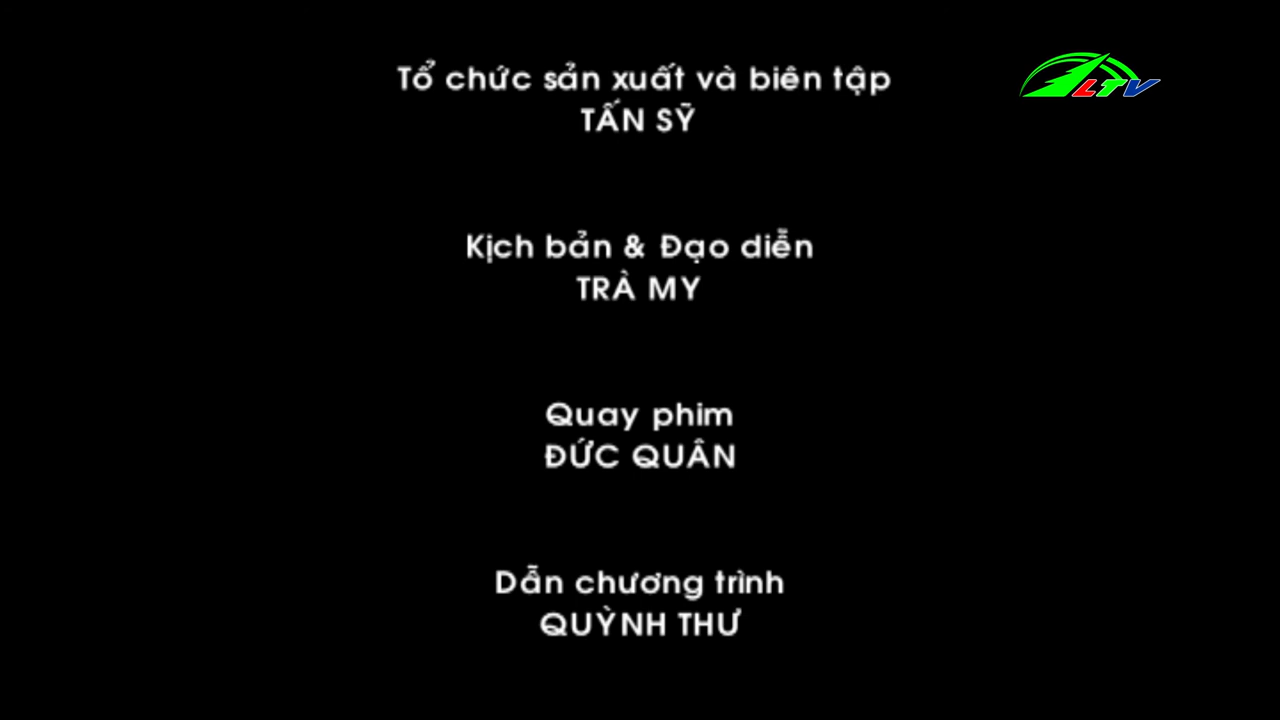 Tổ chức sản xuất và biên tập
TẤN SỸ
LTV
Kịch bản & Đạo diễn
TRÀ MY
Quay phim
ĐỨC QUÂN
Dẫn chương trình
QUỲNH THƯ